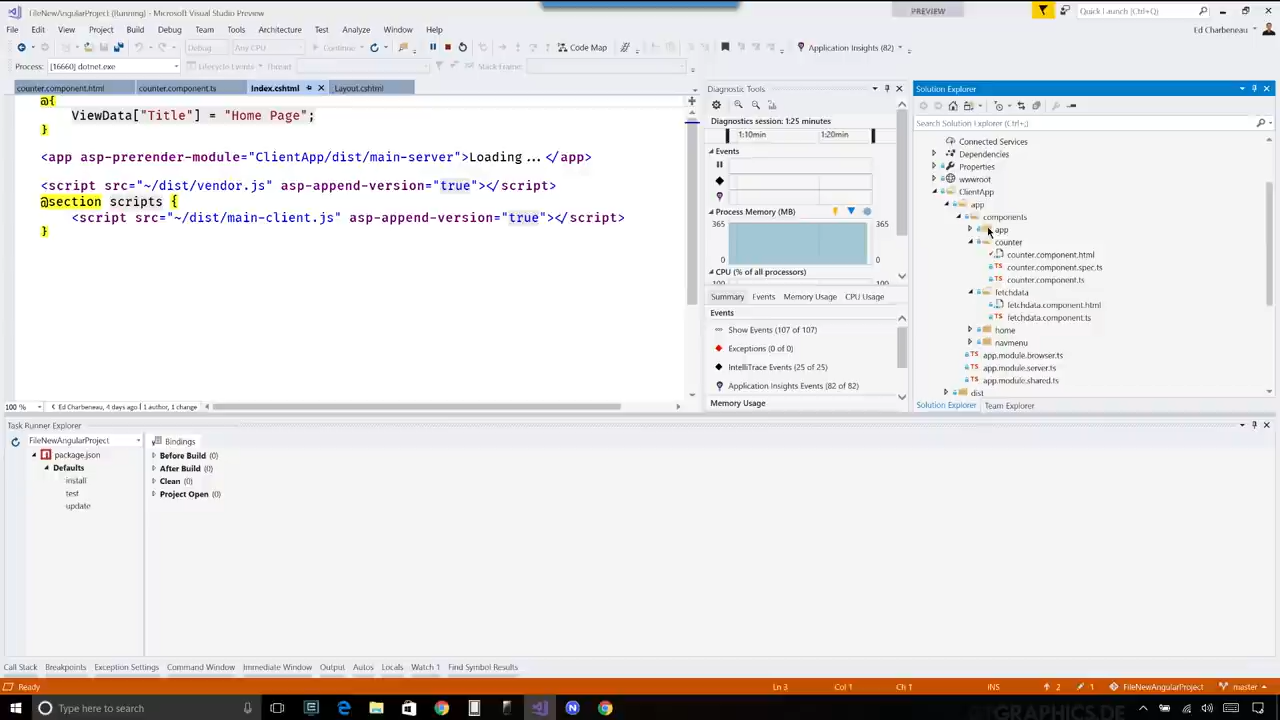 FileNewAngularProject (Running) - Microsoft Visual Studio Preview
PREVIEW
Quick Launch (Ctrl+Q)
File Edit View Project Build Debug Team Tools Architecture Test Analyze Window Help
Ed Charbeneau
Debug Any CPU Continue Code Map Application Insights (82)
Process: [16660] dotnet.exe Lifecycle Events Thread: Stack Frame:
counter.component.html counter.component.ts Index.cshtml _Layout.cshtml
@{
ViewData["Title"] = "Home Page";
}
<app asp-prerender-module="ClientApp/dist/main-server">Loading...</app>
<script src="~/dist/vendor.js" asp-append-version="true"></script>
@section scripts {
<script src="~/dist/main-client.js" asp-append-version="true"></script>
}
100 % Ed Charbeneau, 4 days ago | 1 author, 1 change
Diagnostic Tools
Diagnostics session: 1:25 minutes
1:10min 1:20min
Events
Process Memory (MB)
365 365
0 0
CPU (% of all processors)
100 100
Summary Events Memory Usage CPU Usage
Events
Show Events (107 of 107)
Exceptions (0 of 0)
IntelliTrace Events (25 of 25)
Application Insights Events (82 of 82)
Memory Usage
Solution Explorer
Search Solution Explorer (Ctrl+;)
Connected Services
Dependencies
Properties
wwwroot
ClientApp
app
components
app
counter
counter.component.html
counter.component.spec.ts
counter.component.ts
fetchdata
fetchdata.component.html
fetchdata.component.ts
home
navmenu
app.module.browser.ts
app.module.server.ts
app.module.shared.ts
dist
Solution Explorer Team Explorer
Task Runner Explorer
FileNewAngularProject
package.json
Defaults
install
test
update
Bindings
Before Build (0)
After Build (0)
Clean (0)
Project Open (0)
Call Stack Breakpoints Exception Settings Command Window Immediate Window Output Autos Locals Watch 1 Find Symbol Results
Ready Ln 3 Col 1 Ch 1 INS 2 1 FileNewAngularProject master
Type here to search
GRAPHICS.DE